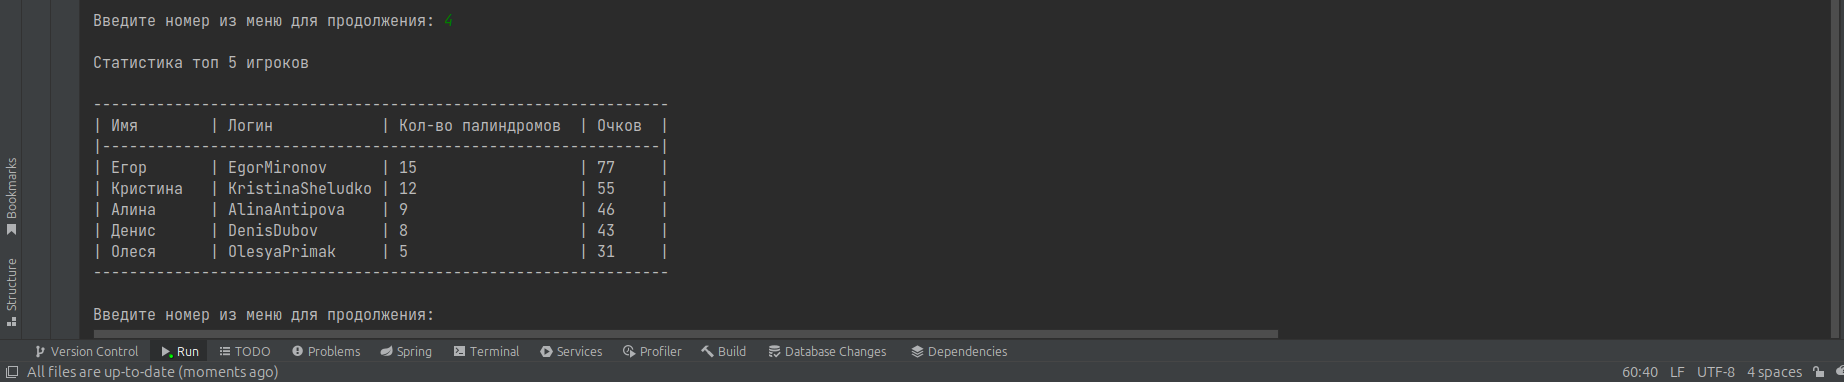 Введите номер из меню для продолжения: 4
Статистика топ 5 игроков
----------------------------------------------------------------
| Имя        | Логин            | Кол-во палиндромов  | Очков  |
|--------------------------------------------------------------|
| Егор       | EgorMironov      | 15                  | 77     |
| Кристина   | KristinaSheludko | 12                  | 55     |
| Алина      | AlinaAntipova    | 9                   | 46     |
| Денис      | DenisDubov       | 8                   | 43     |
| Олеся      | OlesyaPrimak     | 5                   | 31     |
----------------------------------------------------------------
Введите номер из меню для продолжения:
Bookmarks
Structure
Version Control Run TODO Problems Spring Terminal Services Profiler Build Database Changes Dependencies
All files are up-to-date (moments ago) 60:40 LF UTF-8 4 spaces